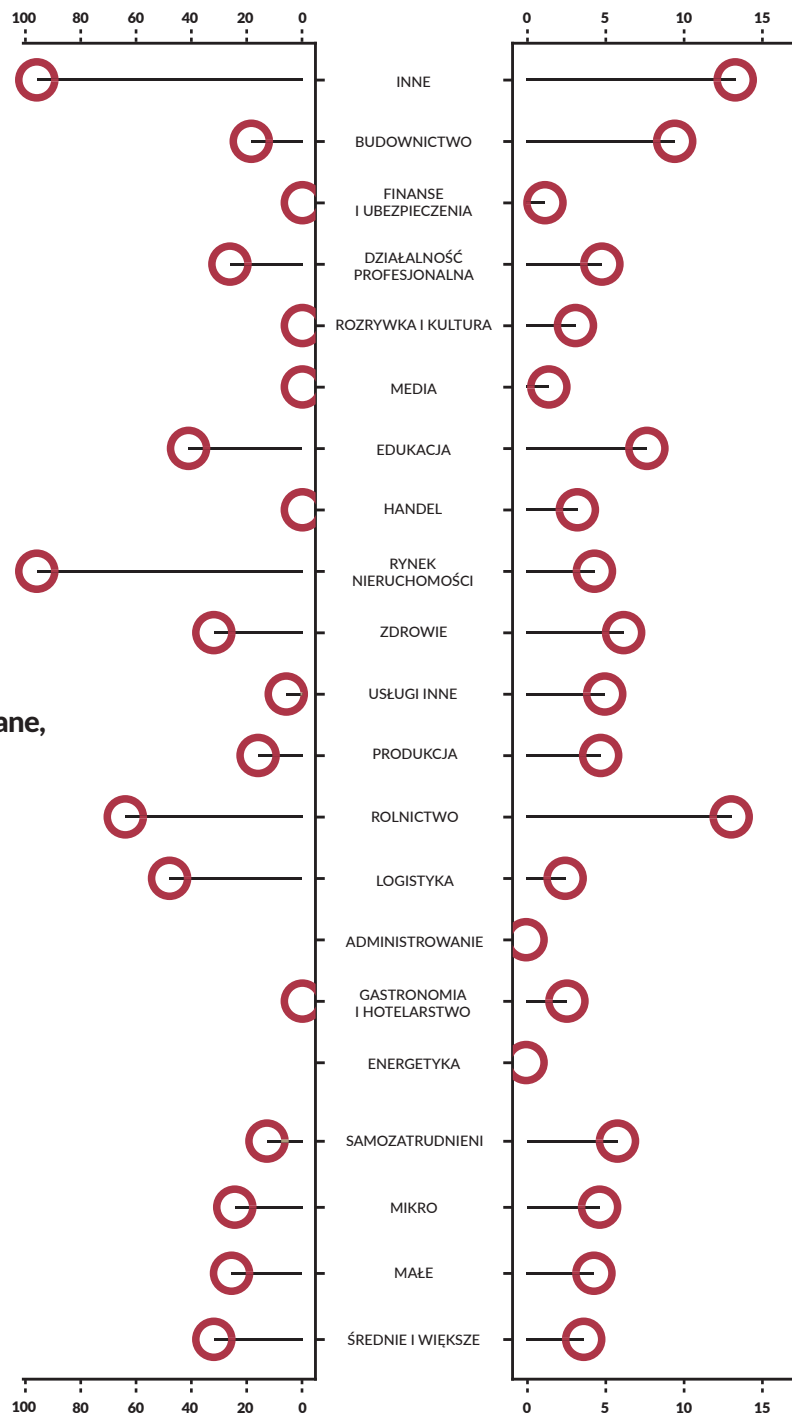 100 80 60 40 20 0 0 5 10 15
INNE
BUDOWNICTWO
FINANSE
I UBEZPIECZENIA
DZIAŁALNOŚĆ
PROFESJONALNA
ROZRYWKA I KULTURA
MEDIA
EDUKACJA
HANDEL
RYNEK
NIERUCHOMOŚCI
ZDROWIE
USŁUGI INNE
ane,
PRODUKCJA
ROLNICTWO
LOGISTYKA
ADMINISTROWANIE
GASTRONOMIA
I HOTELARSTWO
ENERGETYKA
SAMOZATRUDNIENI
MIKRO
MAŁE
ŚREDNIE I WIĘKSZE
100 80 60 40 20 0 0 5 10 15